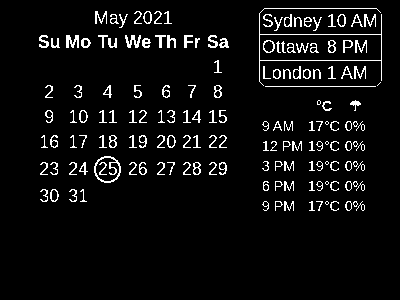 May 2021
Su Mo Tu We Th Fr Sa
1
2 3 4 5 6 7 8
9 10 11 12 13 14 15
16 17 18 19 20 21 22
23 24 25 26 27 28 29
30 31
Sydney 10 AM
Ottawa 8 PM
London 1 AM
°C ☂
9 AM 17°C 0%
12 PM 19°C 0%
3 PM 19°C 0%
6 PM 19°C 0%
9 PM 17°C 0%